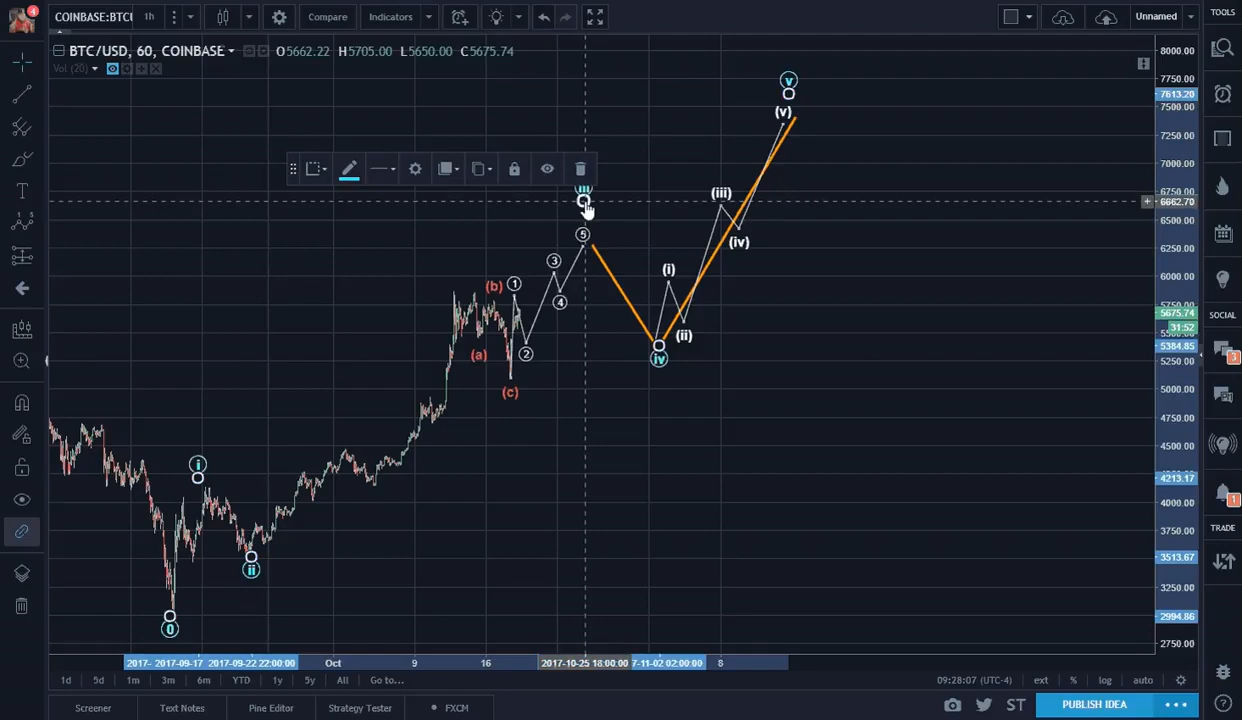 4
COINBASE:BTCU
1h
Compare
Indicators
Unnamed
TOOLS
BTC/USD, 60, COINBASE
O5662.22 H5705.00 L5650.00 C5675.74
Vol (20)
8000.00
v
7750.00
7613.20
7500.00
(v)
7250.00
7000.00
iii
(iii)
6750.00
6662.70
6500.00
5
(iv)
6250.00
3
(i)
6000.00
(b)
1
4
5750.00
5675.74
SOCIAL
31:52
(ii)
5384.85
(a)
2
iv
3
5250.00
(c)
5000.00
4750.00
i
4500.00
4213.17
4000.00
1
3750.00
TRADE
ii
3513.67
3250.00
2994.86
0
2750.00
2017- 2017-09-17 2017-09-22 22:00:00
Oct
9
16
2017-10-25 18:00:00
7-11-02 02:00:00
8
1d 5d 1m 3m 6m YTD 1y 5y All Go to...
09:28:07 (UTC-4) ext % log auto
Screener
Text Notes
Pine Editor
Strategy Tester
FXCM
ST
PUBLISH IDEA